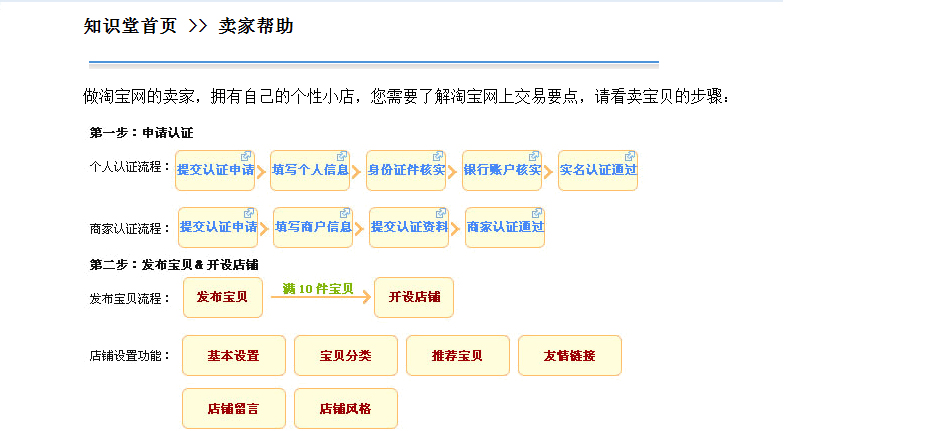 知识堂首页 >> 卖家帮助
做淘宝网的卖家，拥有自己的个性小店，您需要了解淘宝网上交易要点，请看卖宝贝的步骤：
第一步：申请认证
个人认证流程： 提交认证申请 填写个人信息 身份证件核实 银行账户核实 实名认证通过
商家认证流程： 提交认证申请 填写商户信息 提交认证资料 商家认证通过
第二步：发布宝贝& 开设店铺
发布宝贝流程： 发布宝贝 满 10 件宝贝 开设店铺
店铺设置功能： 基本设置 宝贝分类 推荐宝贝 友情链接
店铺留言 店铺风格